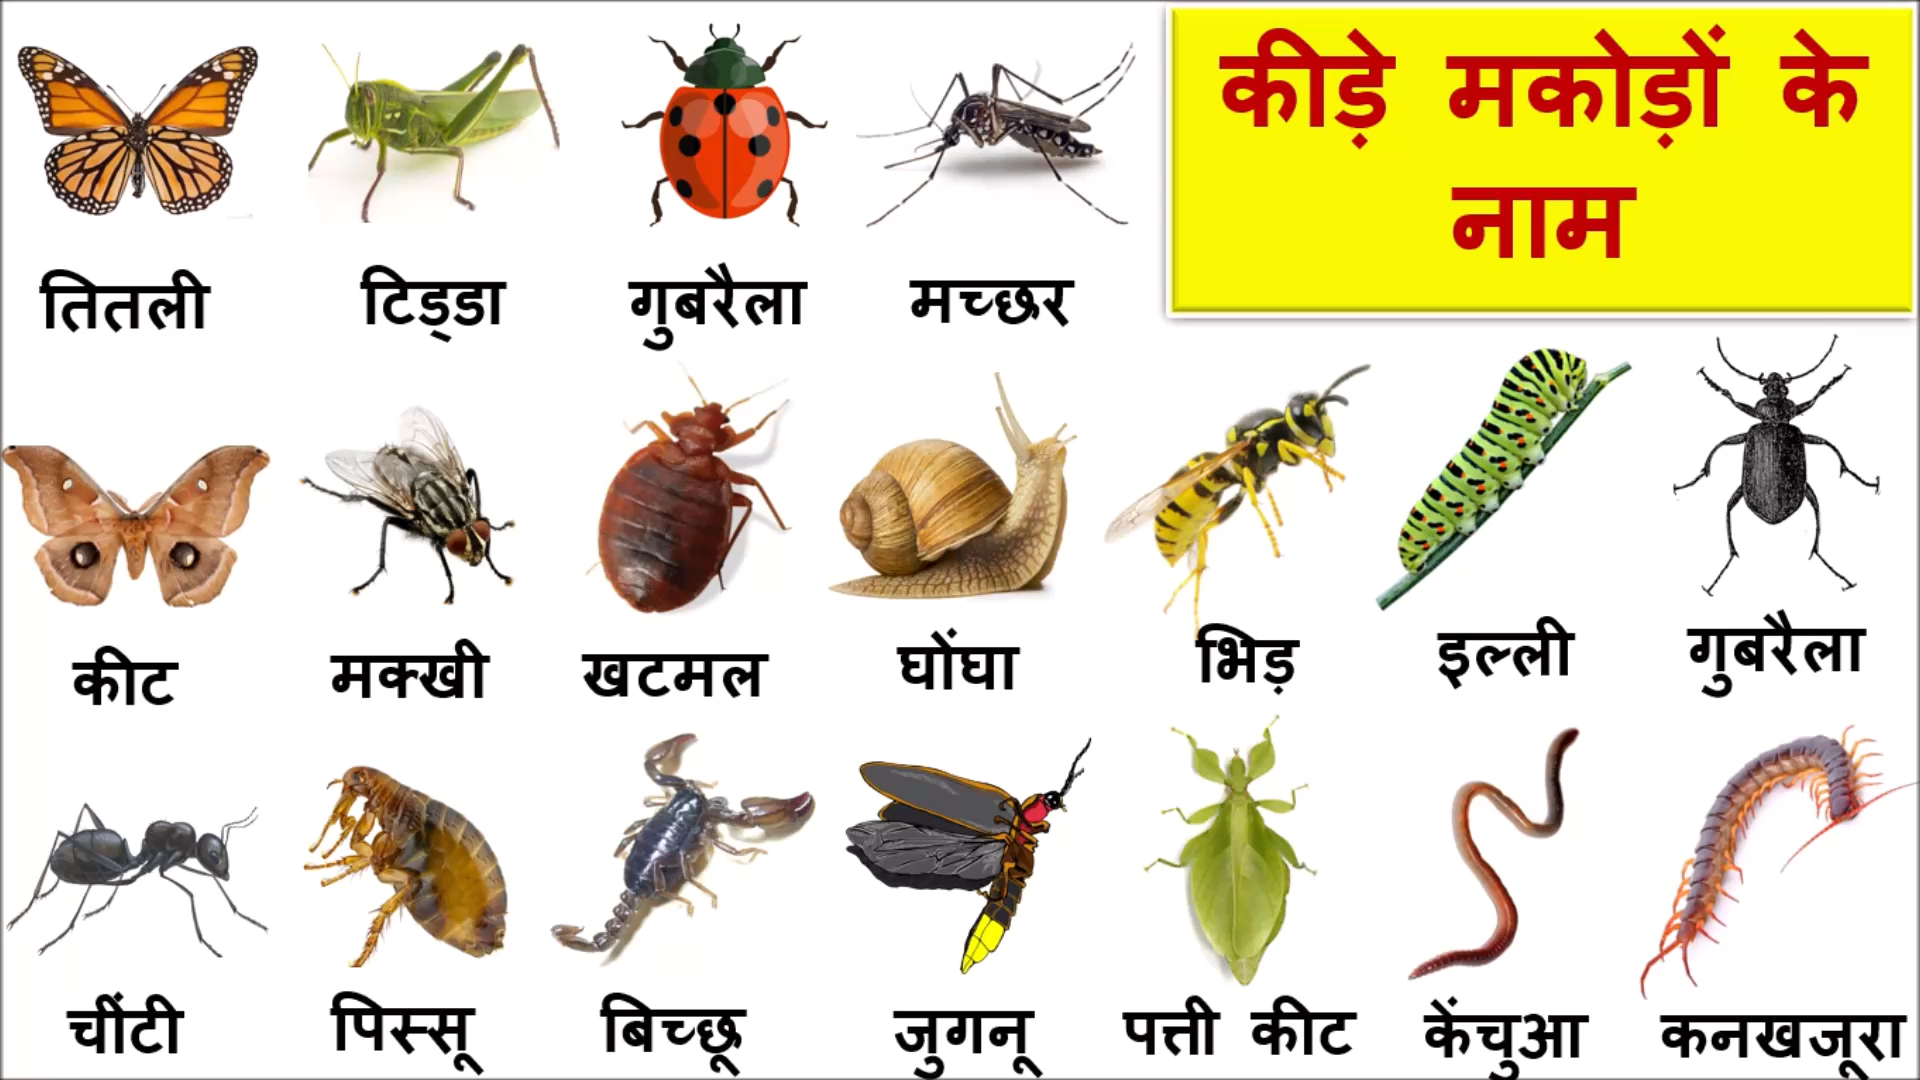 कीड़े मकोड़ों के
नाम
तितली
टिड्डा
गुबरैला
मच्छर
कीट
मक्खी
खटमल
घोंघा
भिड़
इल्ली
गुबरैला
चींटी
पिस्सू
बिच्छू
जुगनू
पत्ती कीट
केंचुआ
कनखजूरा